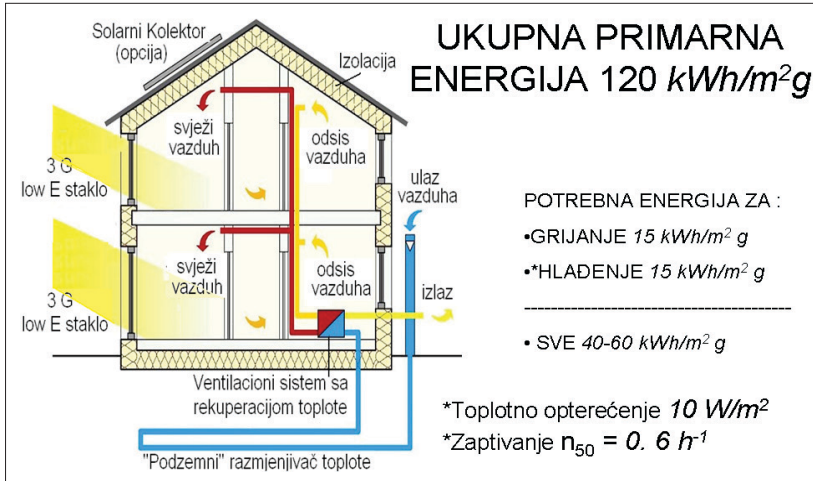 UKUPNA PRIMARNA
ENERGIJA 120 kWh/m²g
Solarni Kolektor
(opcija)
Izolacija
svježi
vazduh
odsis
vazduha
3 G
low E staklo
ulaz
vazduha
svježi
vazduh
odsis
vazduha
izlaz
3 G
low E staklo
Ventilacioni sistem sa
rekuperacijom toplote
"Podzemni" razmjenjivač toplote
POTREBNA ENERGIJA ZA :
•GRIJANJE 15 kWh/m² g
•*HLAĐENJE 15 kWh/m² g
----------------------------------------
• SVE 40-60 kWh/m² g
*Toplotno opterećenje 10 W/m²
*Zaptivanje n₅₀ = 0. 6 h⁻¹